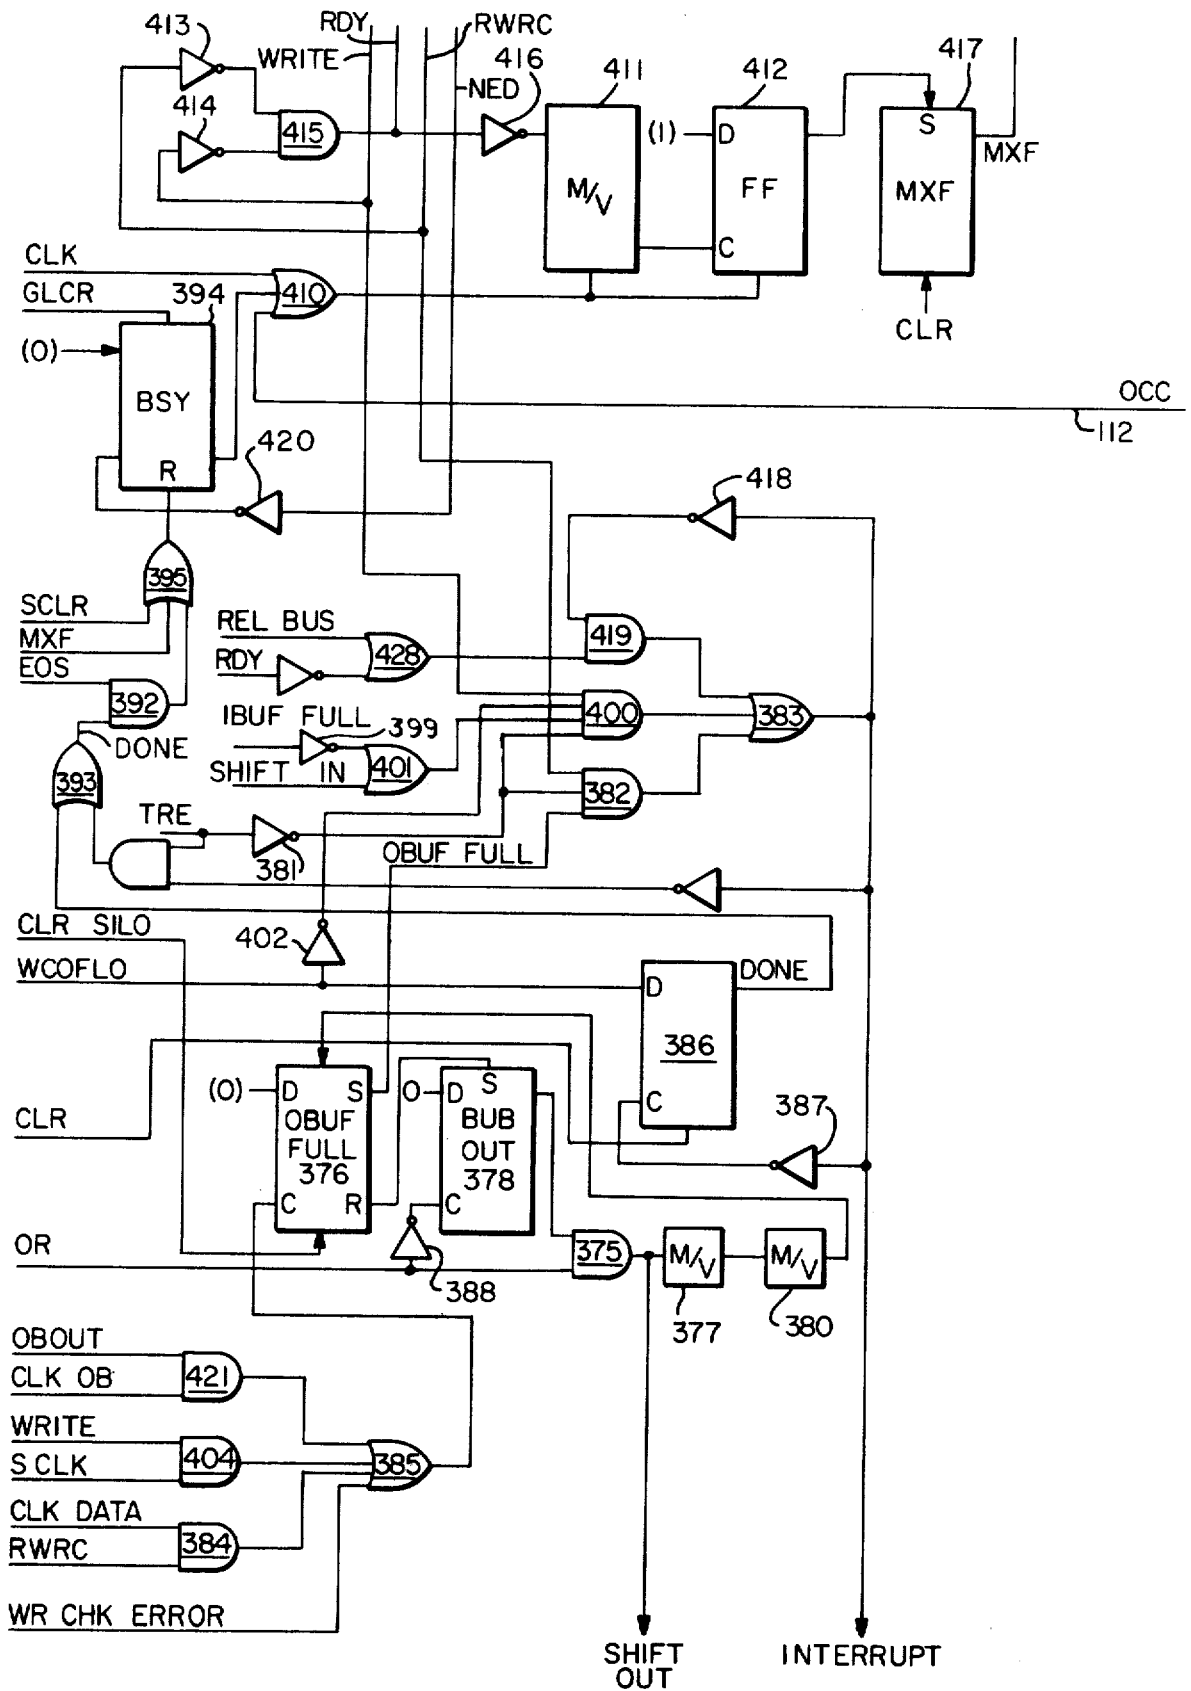 413
RDY
RWRC
WRITE
416
411
412
417
NED
414
415
(1)
D
S
MXF
M/V
FF
MXF
C
CLK
GLCR
394
410
CLR
(0)
BSY
OCC
112
420
R
418
395
SCLR
MXF
EOS
REL BUS
419
RDY
428
392
400
383
IBUF FULL
399
DONE
SHIFT IN
401
393
382
TRE
381
OBUF FULL
CLR SILO
402
WCOFLO
D
DONE
386
(0)
D
S
O
D
S
C
387
CLR
OBUF
FULL
376
BUB
OUT
378
C
R
C
OR
375
M/V
M/V
388
377
380
OBOUT
CLK OB
421
WRITE
S CLK
404
385
CLK DATA
RWRC
384
WR CHK ERROR
SHIFT
OUT
INTERRUPT